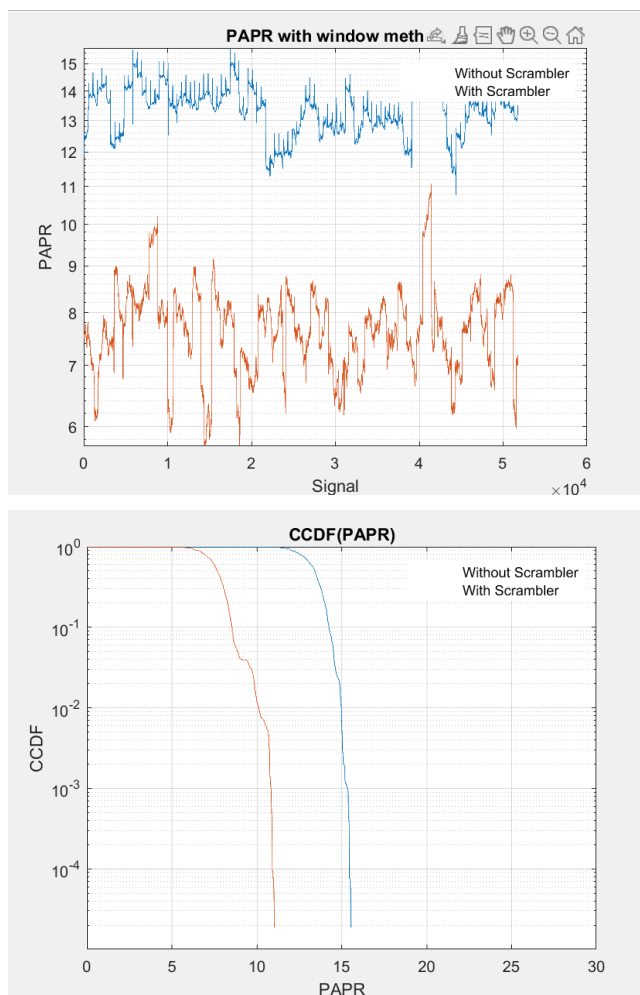 PAPR with window meth
15
14
13
12
11
10
9
8
7
6
PAPR
Without Scrambler
With Scrambler
0 1 2 3 4 5 6
Signal
×10^4
CCDF(PAPR)
10^0
10^-1
10^-2
10^-3
10^-4
CCDF
Without Scrambler
With Scrambler
0 5 10 15 20 25 30
PAPR